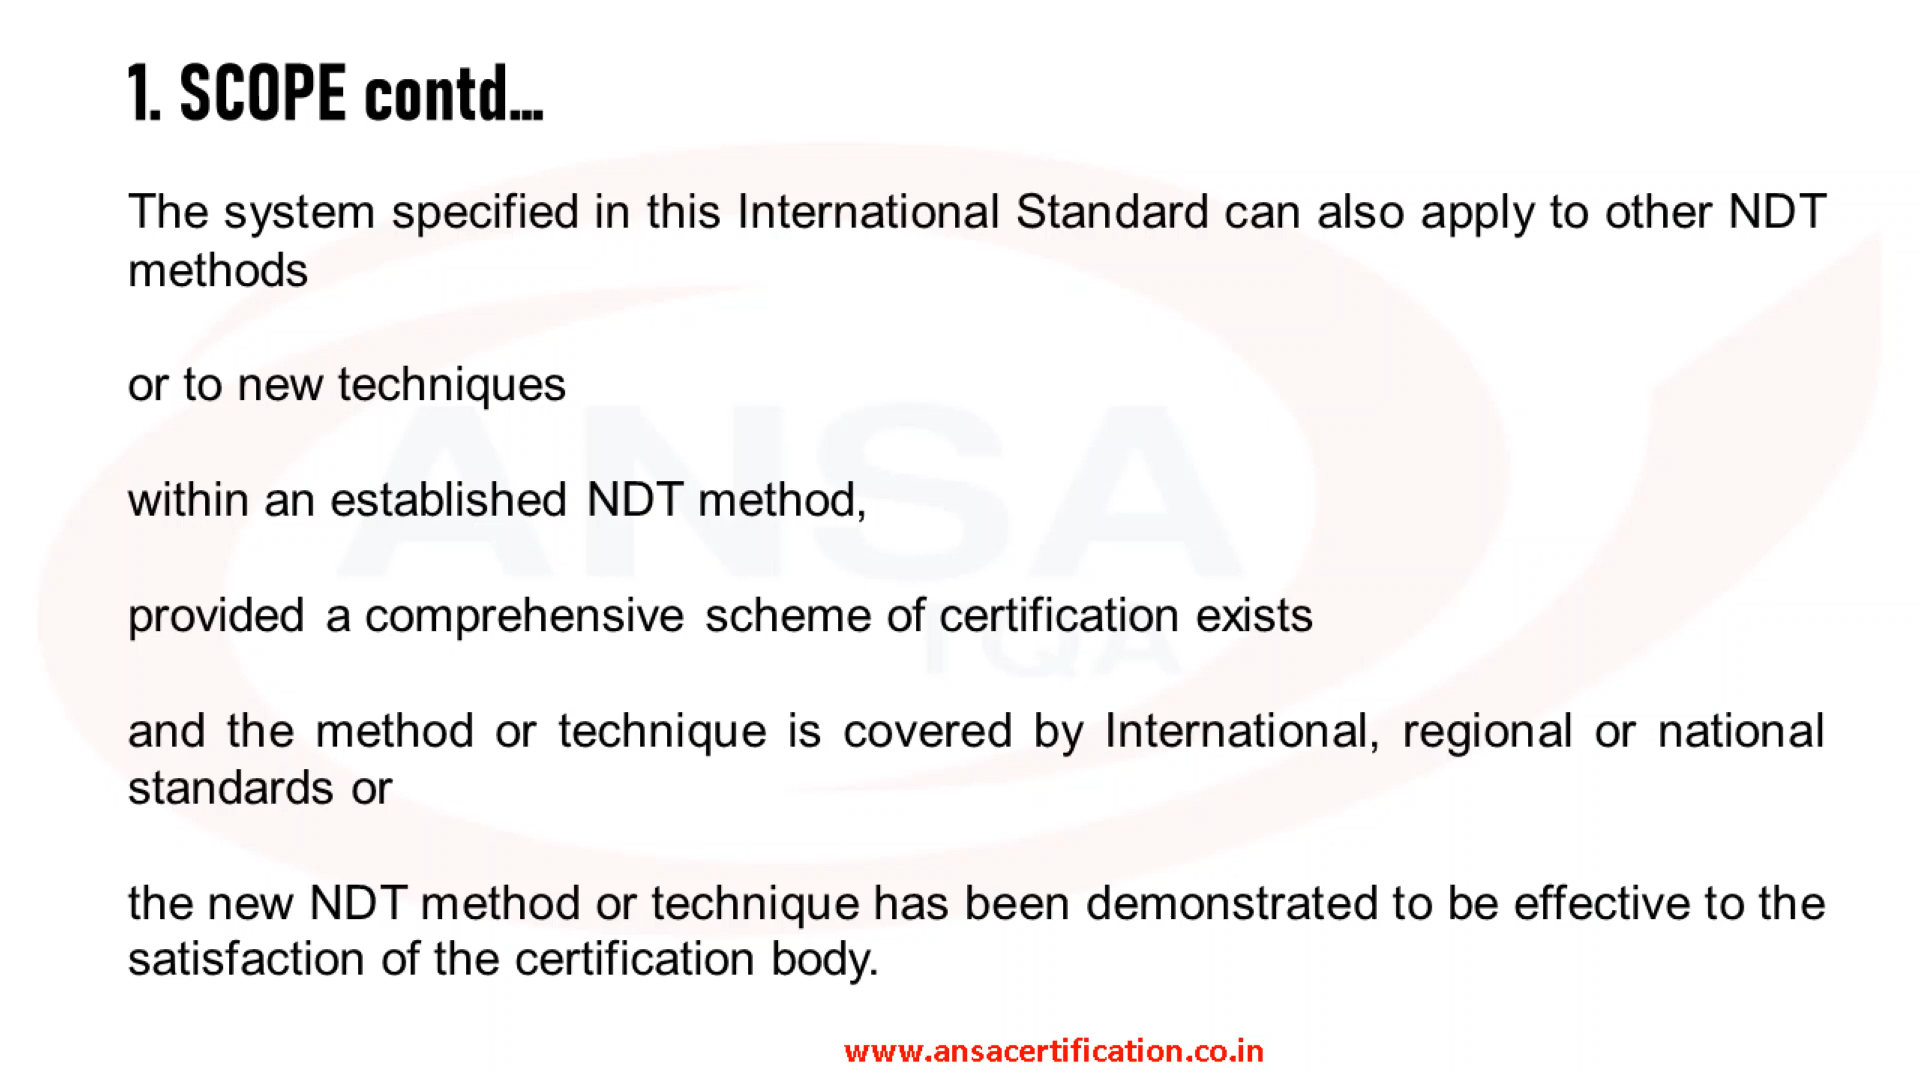 1. SCOPE contd...
The system specified in this International Standard can also apply to other NDT
methods
or to new techniques
within an established NDT method,
provided a comprehensive scheme of certification exists
and the method or technique is covered by International, regional or national
standards or
the new NDT method or technique has been demonstrated to be effective to the
satisfaction of the certification body.
ANSA
TQA
www.ansacertification.co.in